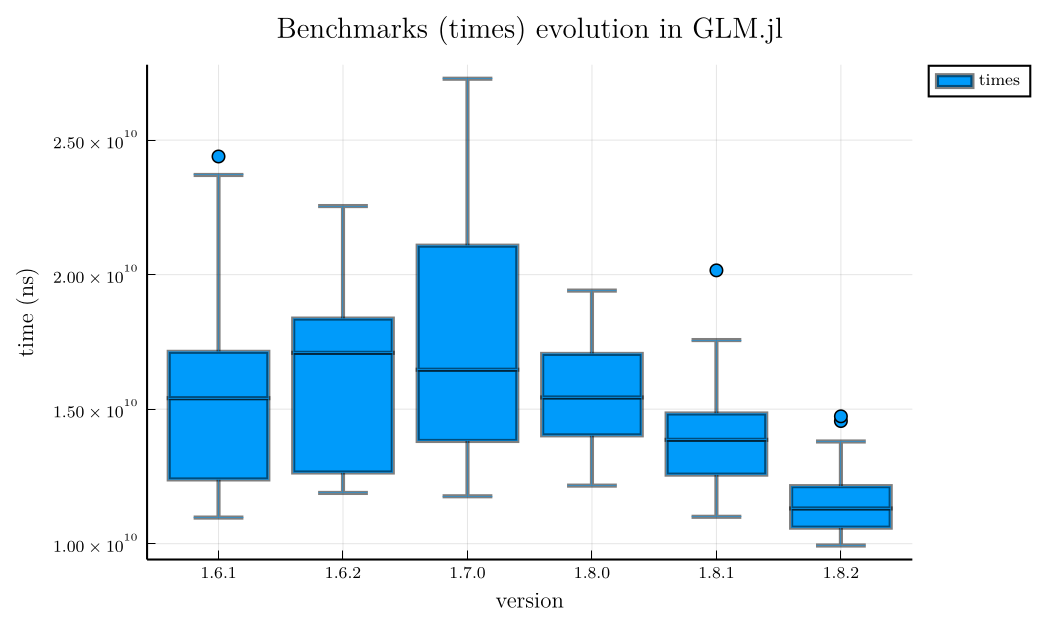 Benchmarks (times) evolution in GLM.jl
times
time (ns)
2.50 × 10¹⁰
2.00 × 10¹⁰
1.50 × 10¹⁰
1.00 × 10¹⁰
1.6.1 1.6.2 1.7.0 1.8.0 1.8.1 1.8.2
version